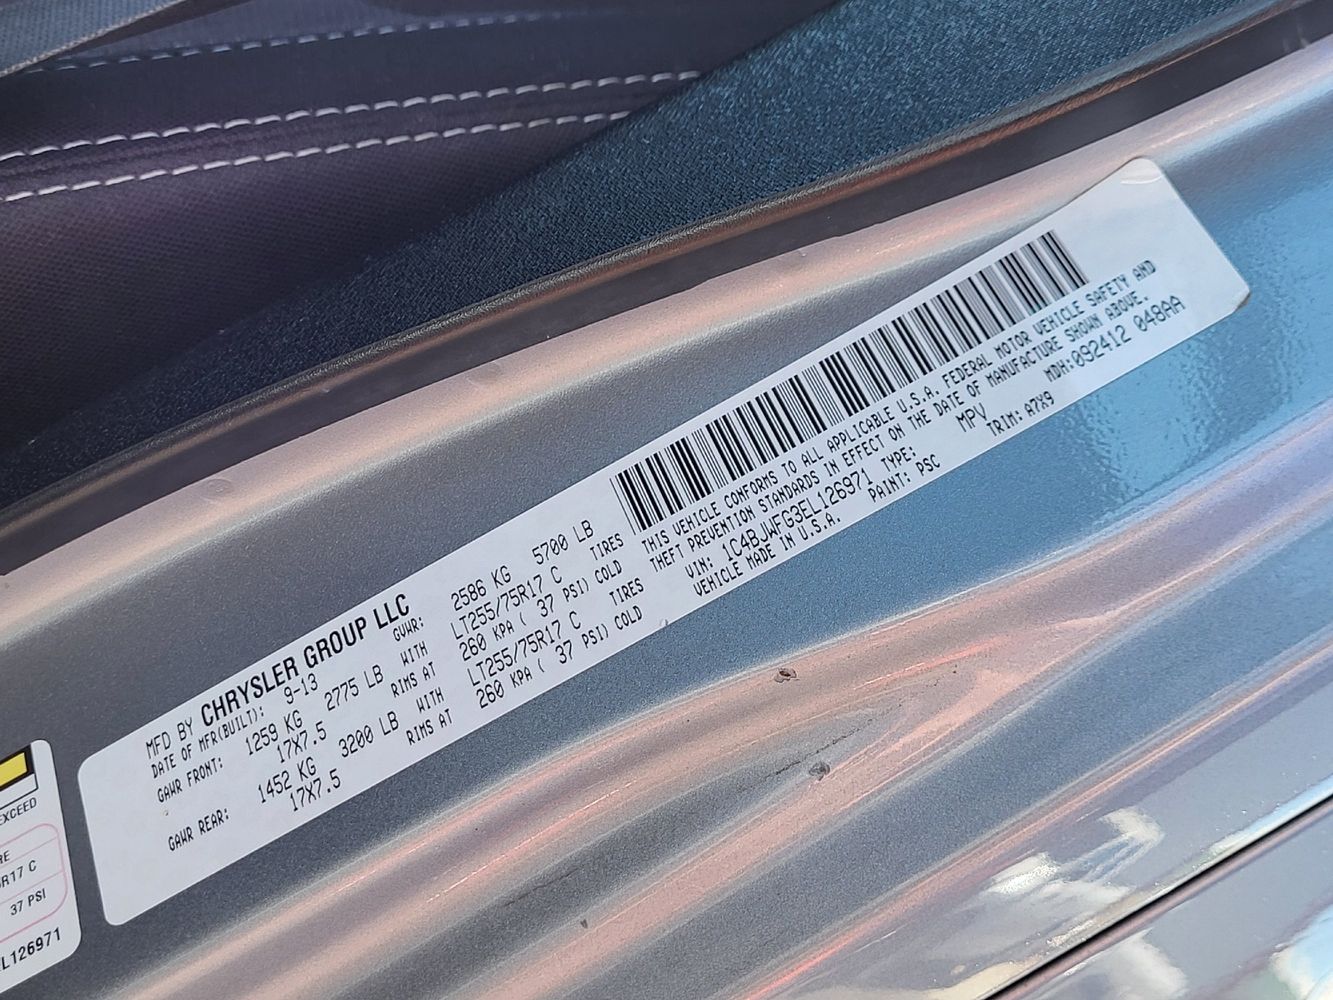 MFD BY CHRYSLER GROUP LLC
DATE OF MFR(BUILT): 9-13 GVWR: 2586 KG 5700 LB
GAWR FRONT: 1259 KG 2775 LB WITH LT255/75R17 C TIRES
17X7.5 RIMS AT 260 KPA ( 37 PSI) COLD
GAWR REAR: 1452 KG 3200 LB WITH LT255/75R17 C TIRES
17X7.5 RIMS AT 260 KPA ( 37 PSI) COLD
THIS VEHICLE CONFORMS TO ALL APPLICABLE U.S.A. FEDERAL MOTOR VEHICLE SAFETY AND
THEFT PREVENTION STANDARDS IN EFFECT ON THE DATE OF MANUFACTURE SHOWN ABOVE.
VIN: 1C4BJWFG3EL126971 TYPE: MPV MDH:092412 048AA
VEHICLE MADE IN U.S.A. PAINT: PSC TRIM: A7X9
EXCEED
RE
R17 C
37 PSI
L126971